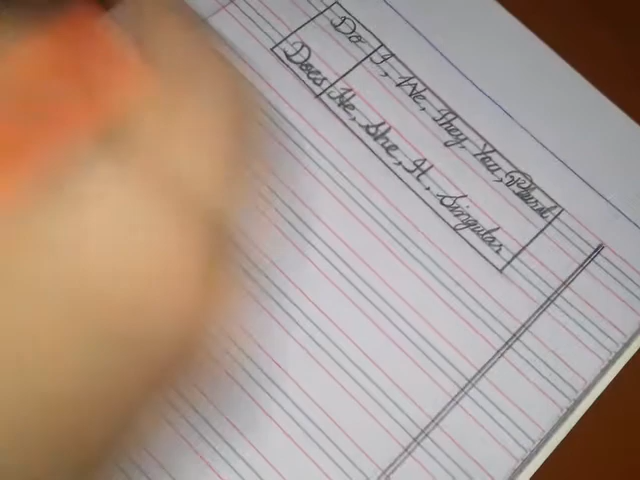 Do I, We, They, You, Plural
Does He, She, It, Singular